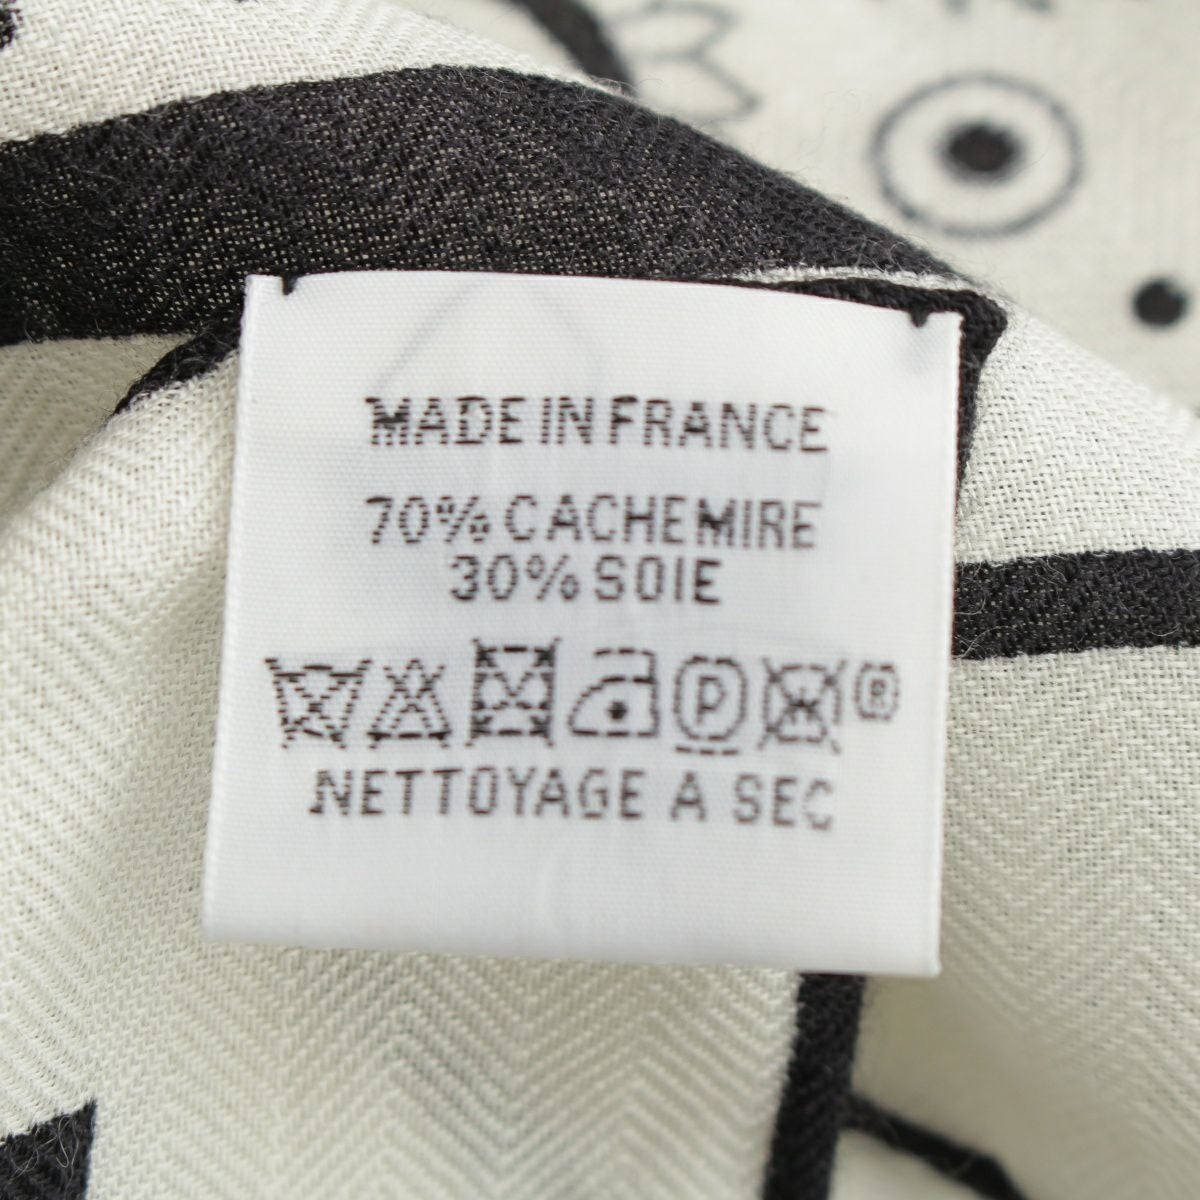 MADE IN FRANCE
70% CACHEMIRE
30% SOIE
P ®
NETTOYAGE A SEC